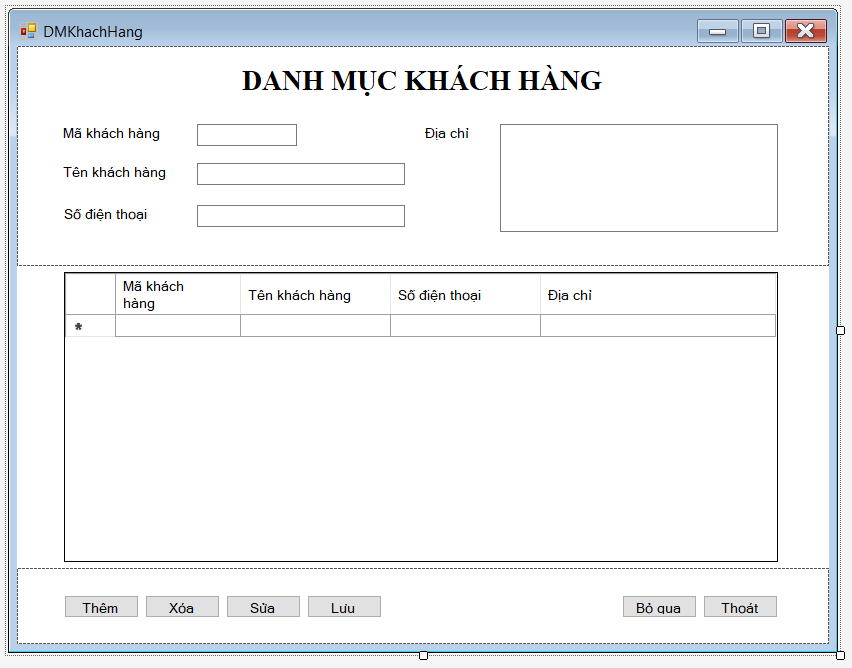 DMKhachHang
DANH MỤC KHÁCH HÀNG
Mã khách hàng
Địa chỉ
Tên khách hàng
Số điện thoại
Mã khách
hàng
Tên khách hàng
Số điện thoại
Địa chỉ
*
Thêm
Xóa
Sửa
Lưu
Bỏ qua
Thoát